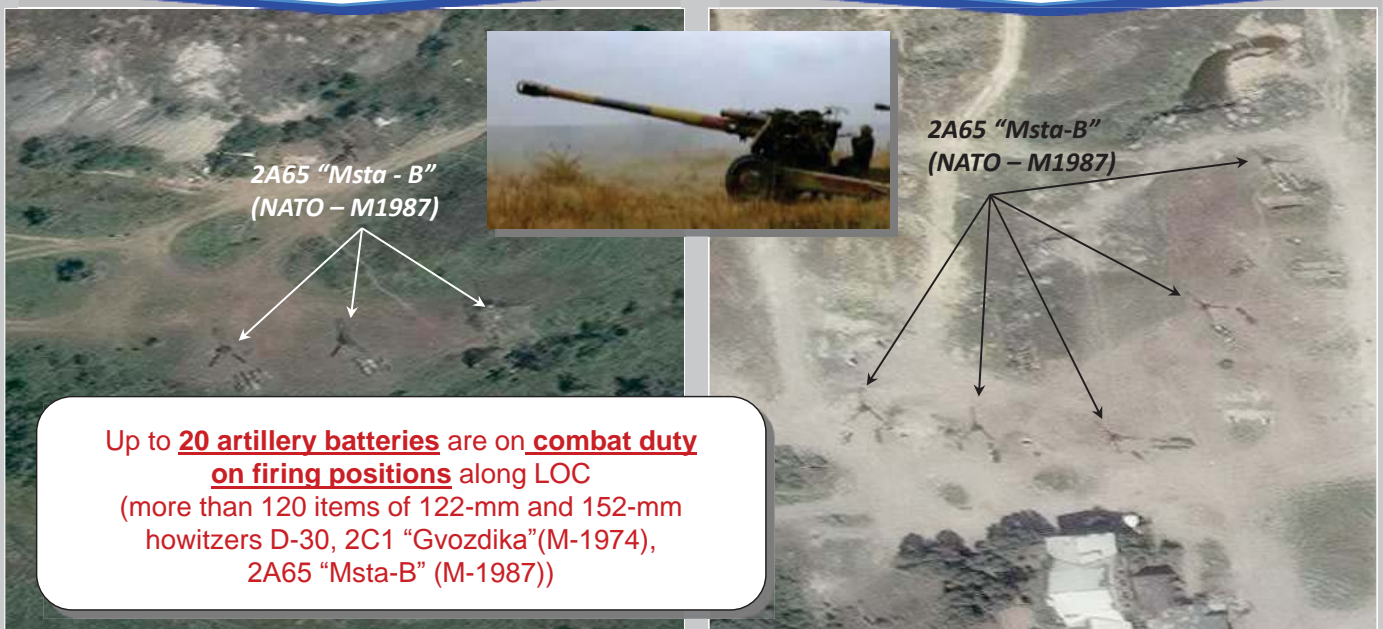 2A65 “Msta - B”
(NATO – M1987)
2A65 “Msta-B”
(NATO – M1987)
Up to 20 artillery batteries are on combat duty
on firing positions along LOC
(more than 120 items of 122-mm and 152-mm
howitzers D-30, 2C1 “Gvozdika”(M-1974),
2A65 “Msta-B” (M-1987))